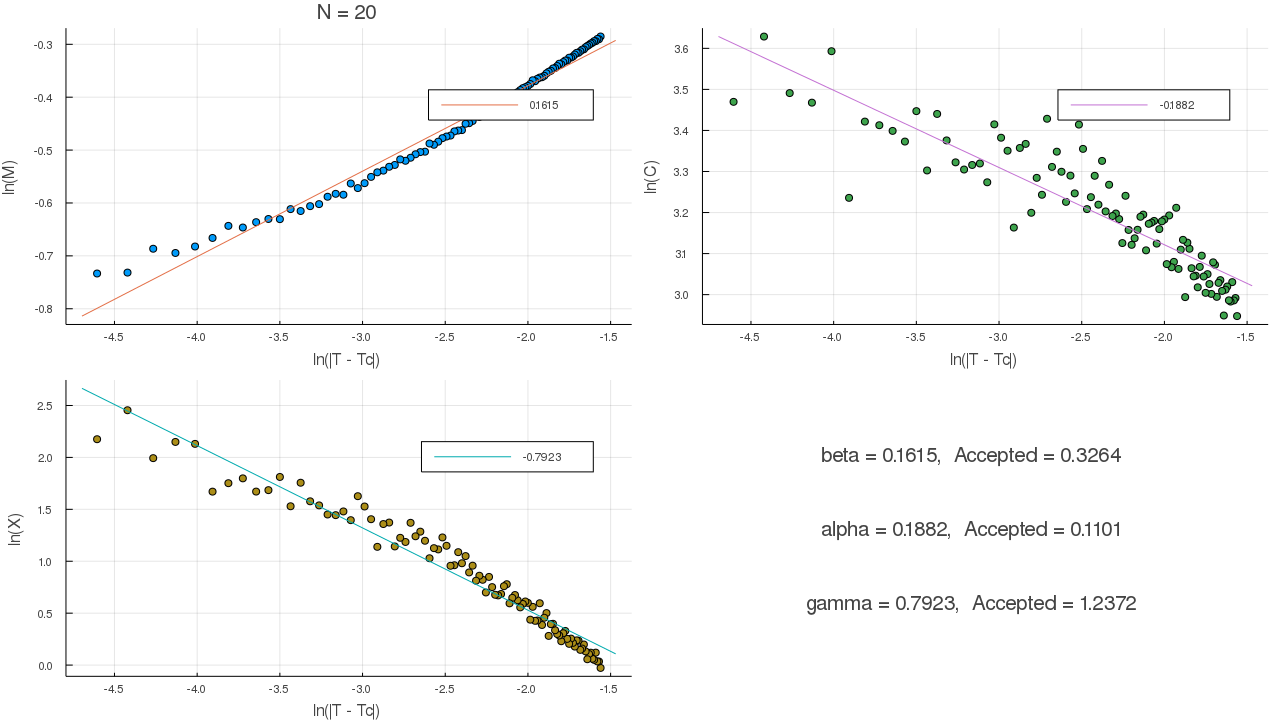 N = 20
ln(M)
-0.3
-0.4
-0.5
-0.6
-0.7
-0.8
0.1615
-4.5 -4.0 -3.5 -3.0 -2.5 -2.0 -1.5
ln(|T - Tc|)
ln(C)
3.6
3.5
3.4
3.3
3.2
3.1
3.0
-0.1882
-4.5 -4.0 -3.5 -3.0 -2.5 -2.0 -1.5
ln(|T - Tc|)
ln(X)
2.5
2.0
1.5
1.0
0.5
0.0
-0.7923
-4.5 -4.0 -3.5 -3.0 -2.5 -2.0 -1.5
ln(|T - Tc|)
beta = 0.1615, Accepted = 0.3264
alpha = 0.1882, Accepted = 0.1101
gamma = 0.7923, Accepted = 1.2372